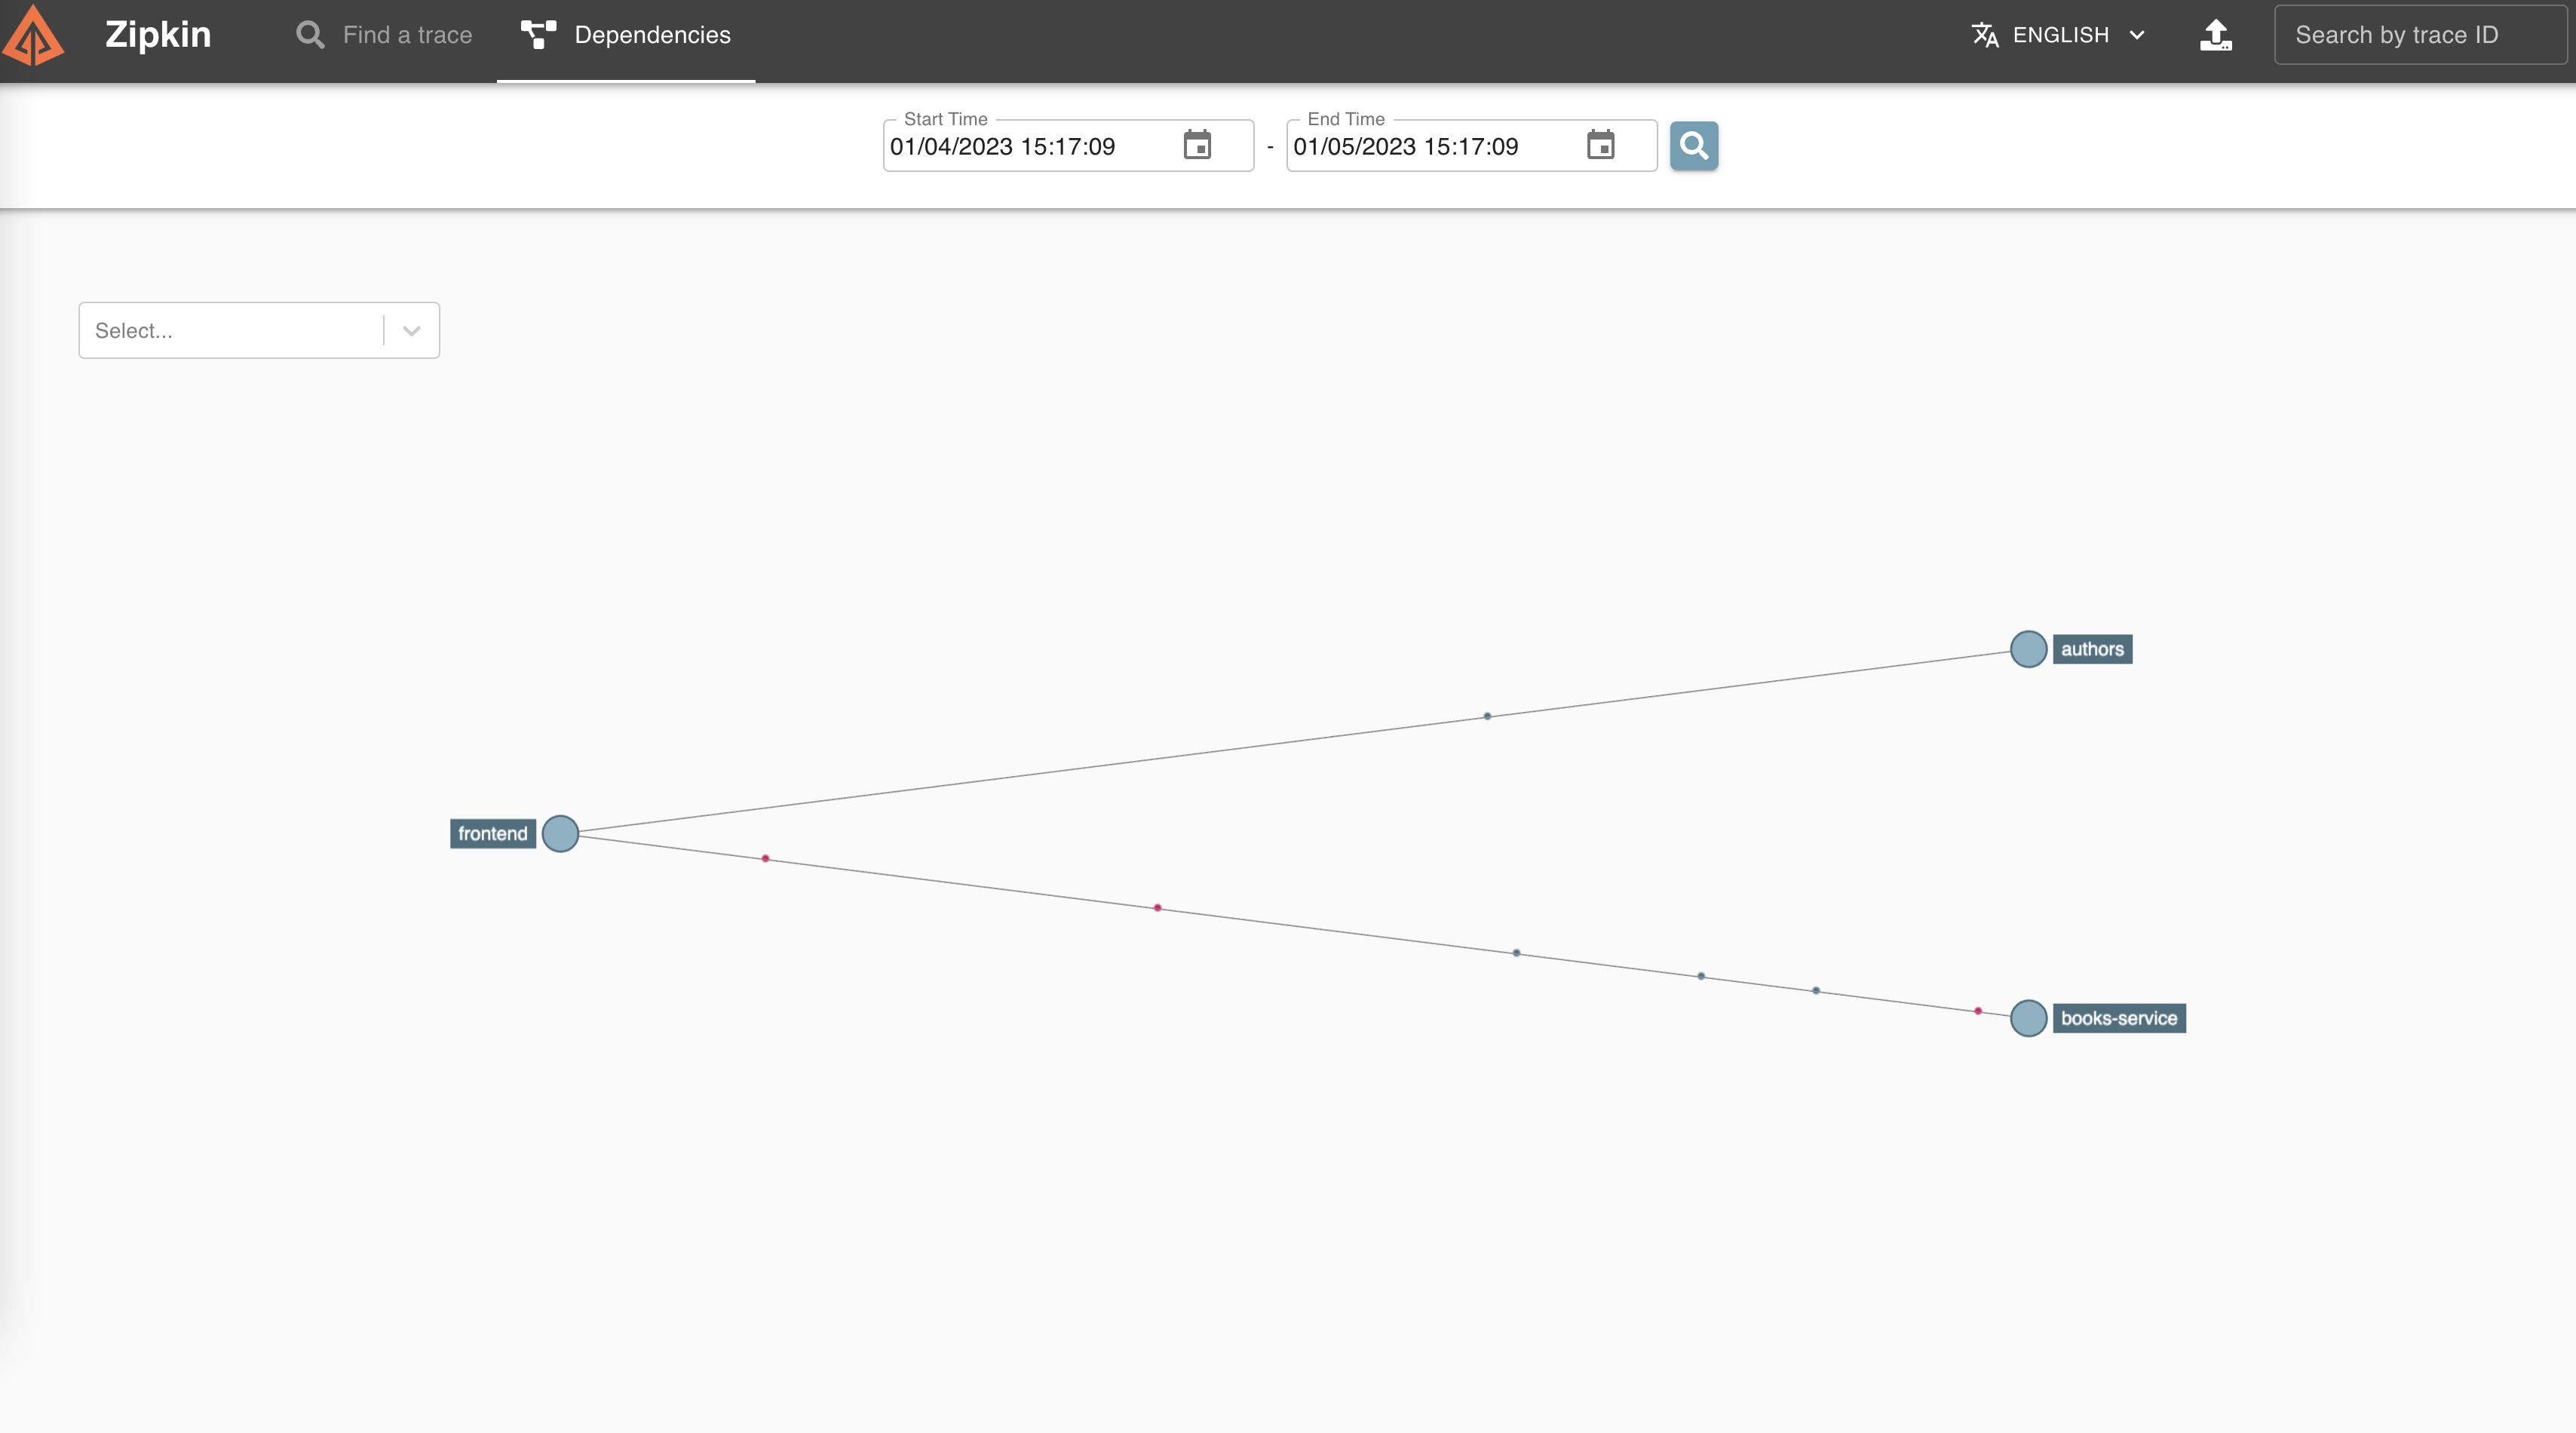 Zipkin
Find a trace
Dependencies
ENGLISH
Search by trace ID
Start Time
01/04/2023 15:17:09
-
End Time
01/05/2023 15:17:09
Select...
authors
frontend
books-service